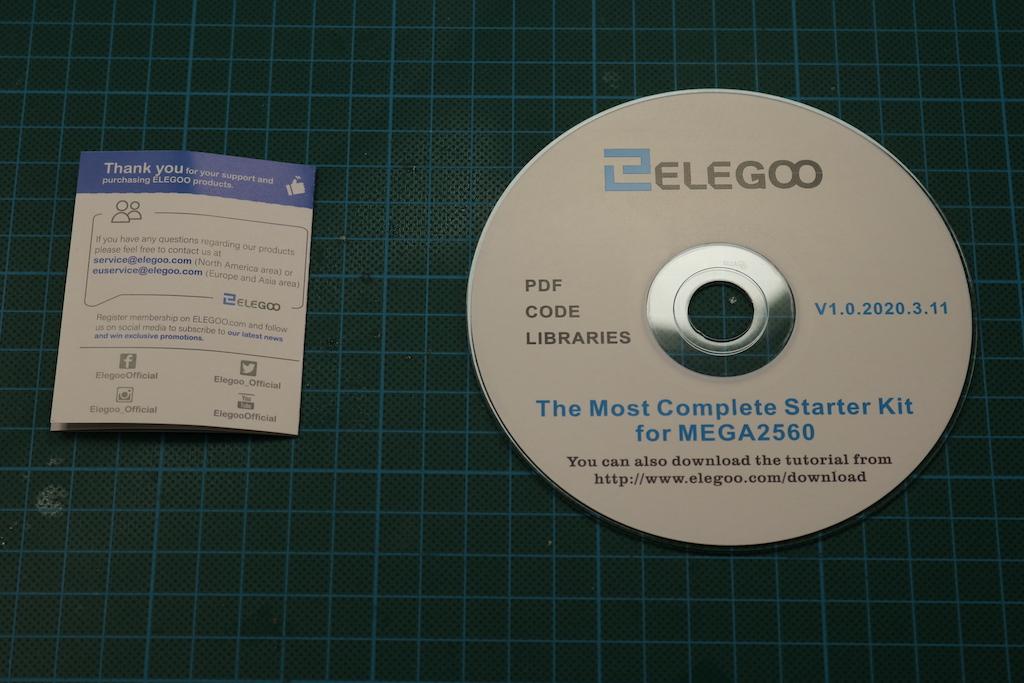 Thank you for your support and
purchasing ELEGOO products.
If you have any questions regarding our products
please feel free to contact us at
service@elegoo.com (North America area) or
euservice@elegoo.com (Europe and Asia area)
ELEGOO
Register membership on ELEGOO.com and follow
us on social media to subscribe to our latest news
and win exclusive promotions.
ElegooOfficial
Elegoo_Official
Elegoo_Official
You
Tube
ElegooOfficial
ELEGOO
PDF
CODE
LIBRARIES
V1.0.2020.3.11
The Most Complete Starter Kit
for MEGA2560
You can also download the tutorial from
http://www.elegoo.com/download